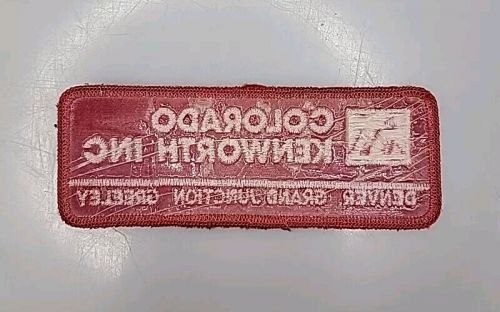 COLORADO
KENWORTH INC
DENVER GRAND JUNCTION GREELEY